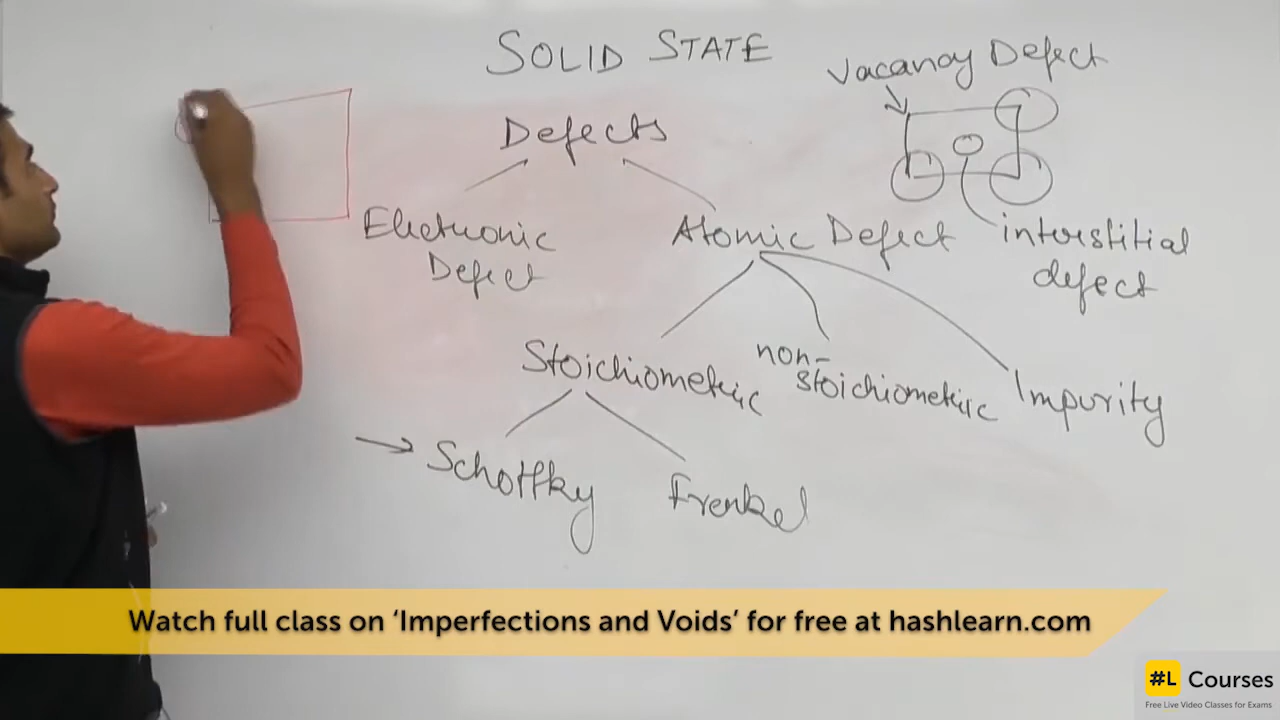 SOLID STATE
Vacancy Defect
Defects
Electronic
Defect
Atomic Defect
interstitial
defect
Stoichiometric
non-
stoichiometric
Impurity
→ Schottky
Frenkel
Watch full class on ‘Imperfections and Voids’ for free at hashlearn.com
#L Courses
Free Live Video Classes for Exams